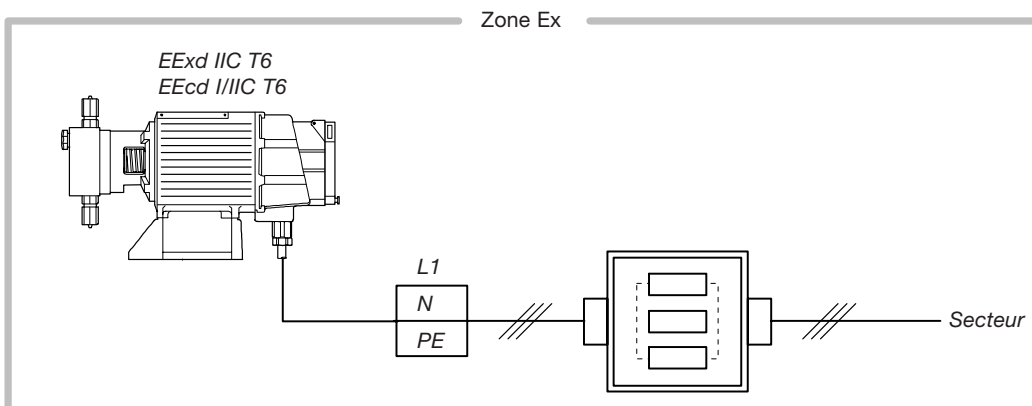 Zone Ex
EExd IIC T6
EEcd I/IIC T6
L1
N
PE
Secteur